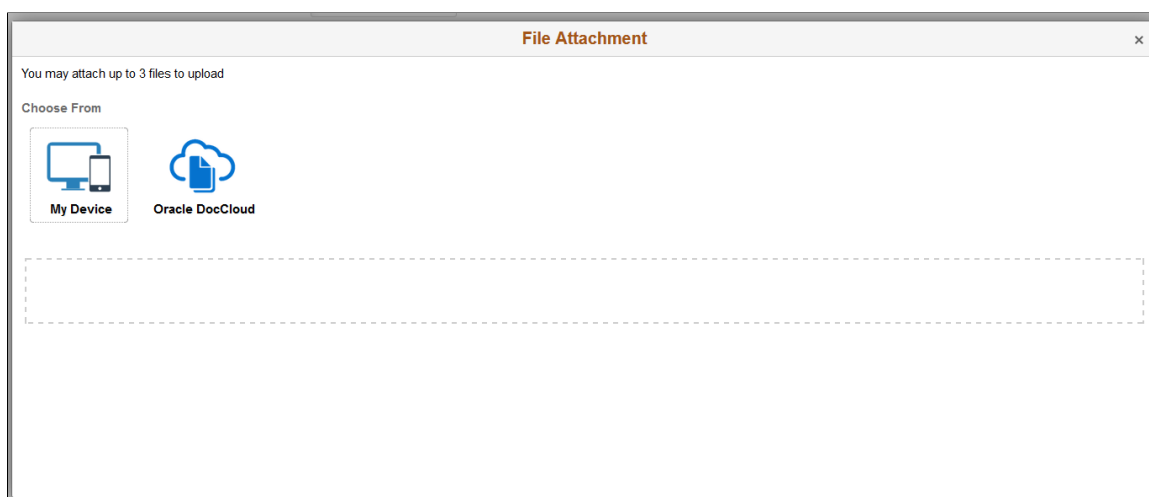 File Attachment
×
You may attach up to 3 files to upload
Choose From
My Device
Oracle DocCloud